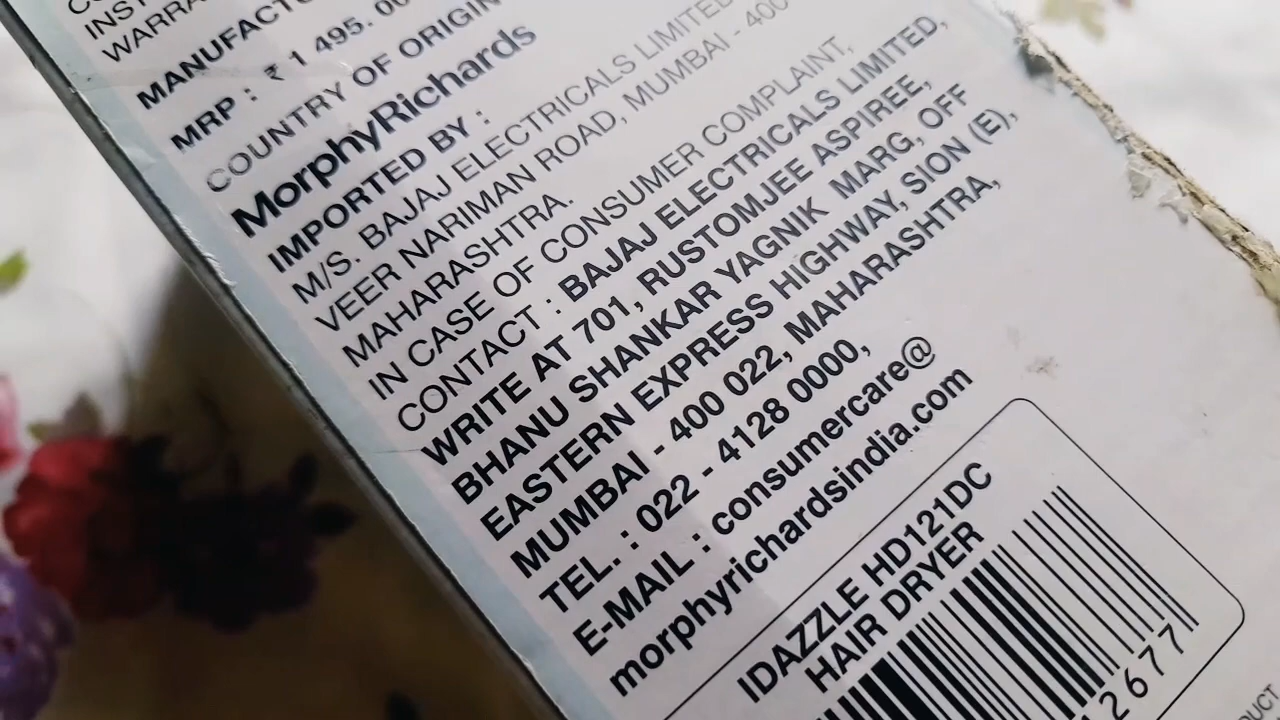 INST
WARRA
MANUFACTU
MRP : ₹ 1 495. 00
COUNTRY OF ORIGIN
MorphyRichards
IMPORTED BY :
M/S. BAJAJ ELECTRICALS LIMITED
VEER NARIMAN ROAD, MUMBAI - 400
MAHARASHTRA.
IN CASE OF CONSUMER COMPLAINT,
CONTACT : BAJAJ ELECTRICALS LIMITED,
WRITE AT 701, RUSTOMJEE ASPIREE,
BHANU SHANKAR YAGNIK MARG, OFF
EASTERN EXPRESS HIGHWAY, SION (E),
MUMBAI - 400 022, MAHARASHTRA,
TEL. : 022 - 4128 0000,
E-MAIL : consumercare@
morphyrichardsindia.com
IDAZZLE HD121DC
HAIR DRYER
2677